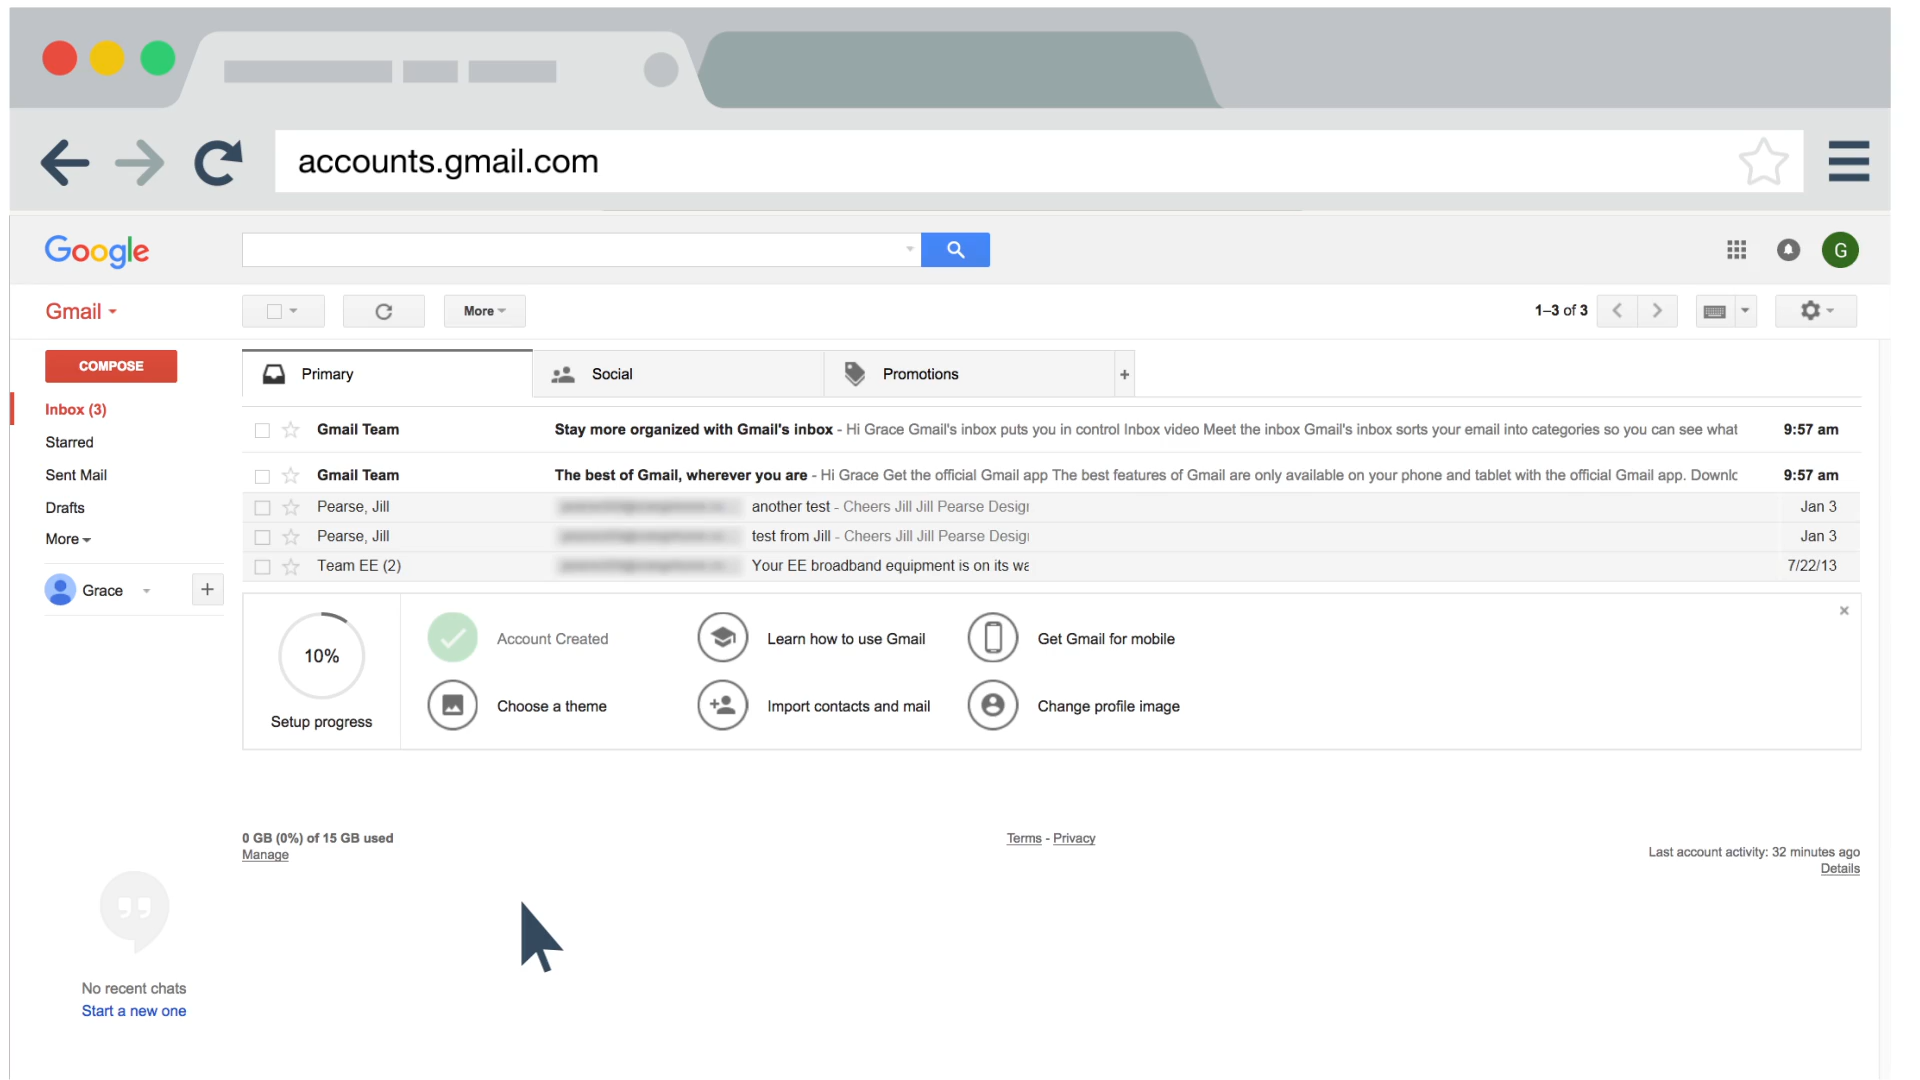 accounts.gmail.com
Google
G
Gmail
More
1–3 of 3
COMPOSE
Primary
Social
Promotions
+
Inbox (3)
Starred
Sent Mail
Drafts
More
Grace
+
Gmail Team Stay more organized with Gmail's inbox - Hi Grace Gmail's inbox puts you in control Inbox video Meet the inbox Gmail's inbox sorts your email into categories so you can see what 9:57 am
Gmail Team The best of Gmail, wherever you are - Hi Grace Get the official Gmail app The best features of Gmail are only available on your phone and tablet with the official Gmail app. Downlo 9:57 am
Pearse, Jill another test - Cheers Jill Jill Pearse Design Jan 3
Pearse, Jill test from Jill - Cheers Jill Jill Pearse Design Jan 3
Team EE (2) Your EE broadband equipment is on its wa 7/22/13
10%
Setup progress
Account Created
Learn how to use Gmail
Get Gmail for mobile
Choose a theme
Import contacts and mail
Change profile image
0 GB (0%) of 15 GB used
Manage
Terms - Privacy
Last account activity: 32 minutes ago
Details
No recent chats
Start a new one